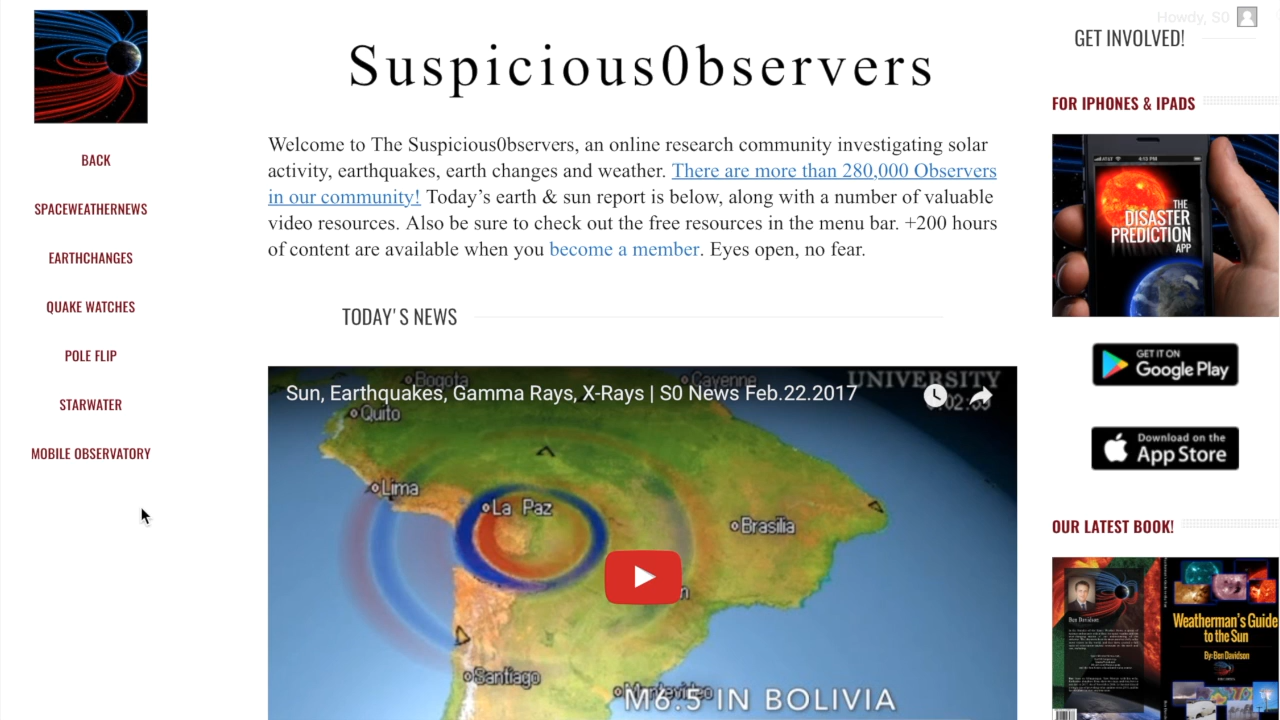 Howdy, S0
GET INVOLVED!
Suspicious0bservers
BACK
SPACEWEATHERNEWS
EARTHCHANGES
QUAKE WATCHES
POLE FLIP
STARWATER
MOBILE OBSERVATORY
Welcome to The Suspicious0bservers, an online research community investigating solar
activity, earthquakes, earth changes and weather. There are more than 280,000 Observers
in our community! Today’s earth & sun report is below, along with a number of valuable
video resources. Also be sure to check out the free resources in the menu bar. +200 hours
of content are available when you become a member. Eyes open, no fear.
TODAY'S NEWS
Sun, Earthquakes, Gamma Rays, X-Rays | S0 News Feb.22.2017
UNIVERSITY
Bogota
Cayenne
Quito
Lima
La Paz
Brasilia
Santiago
M6.5 IN BOLIVIA
FOR IPHONES & IPADS
4:13 PM
THE
DISASTER
PREDICTION
APP
GET IT ON
Google Play
Download on the
App Store
OUR LATEST BOOK!
Ben Davidson
Weatherman's Guide
to the Sun
By: Ben Davidson